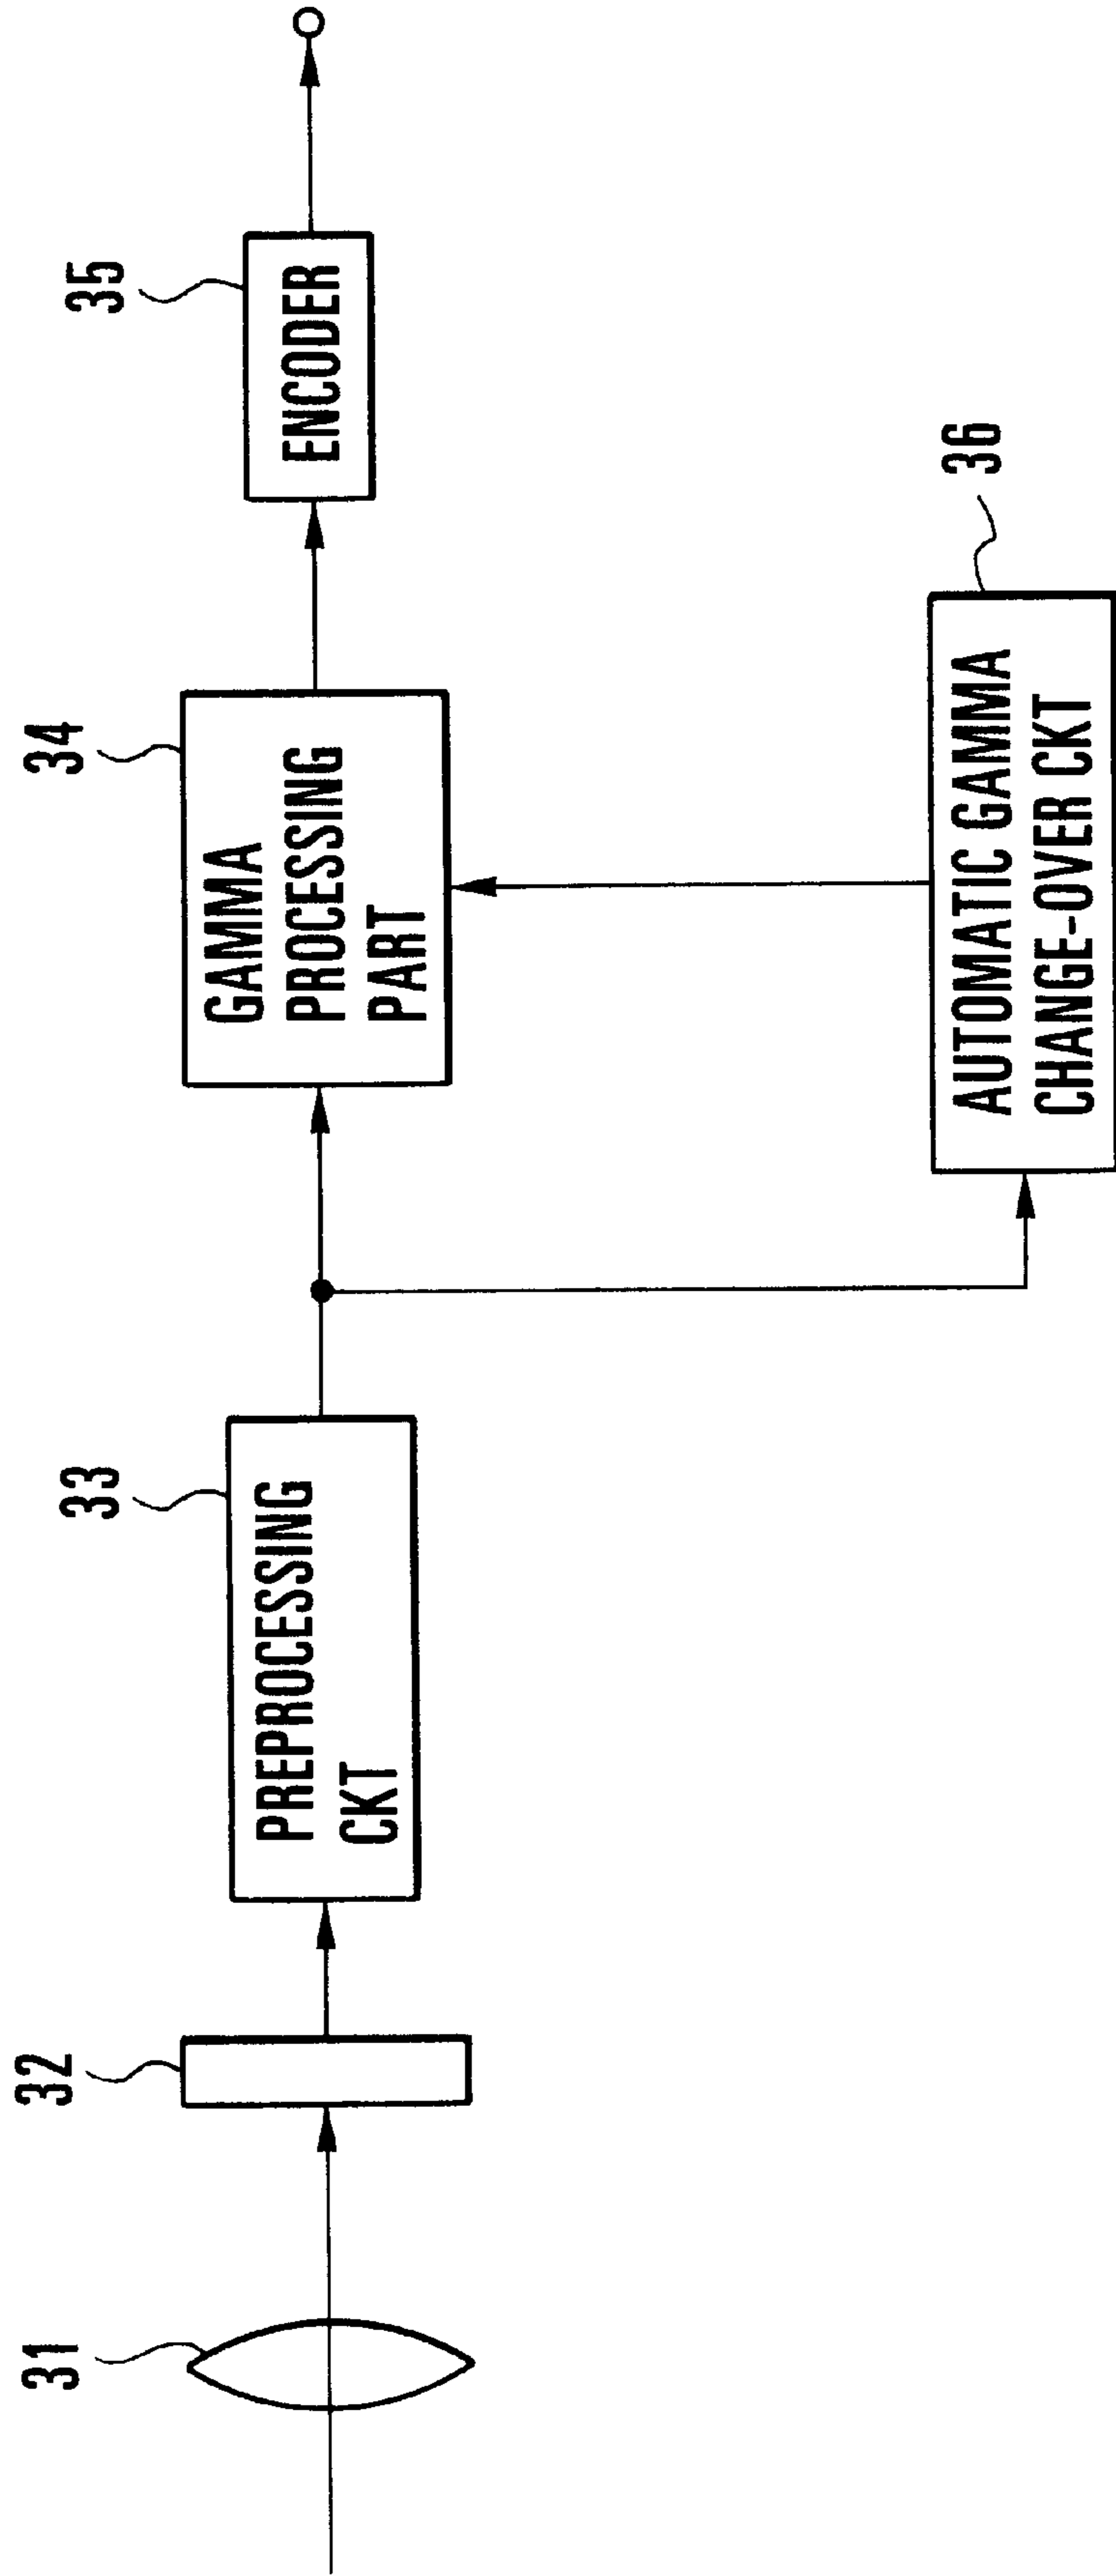 31
32
33
34
35
PREPROCESSING
CKT
GAMMA
PROCESSING
PART
ENCODER
36
AUTOMATIC GAMMA
CHANGE-OVER CKT